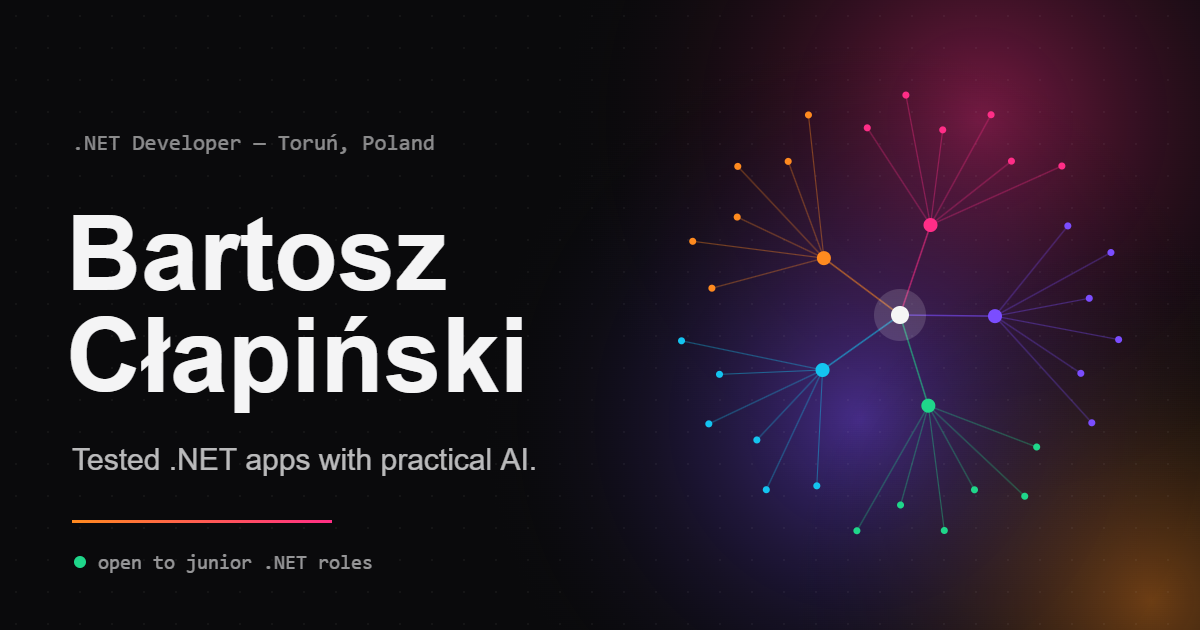 .NET Developer — Toruń, Poland
Bartosz
Cłapiński
Tested .NET apps with practical AI.
open to junior .NET roles